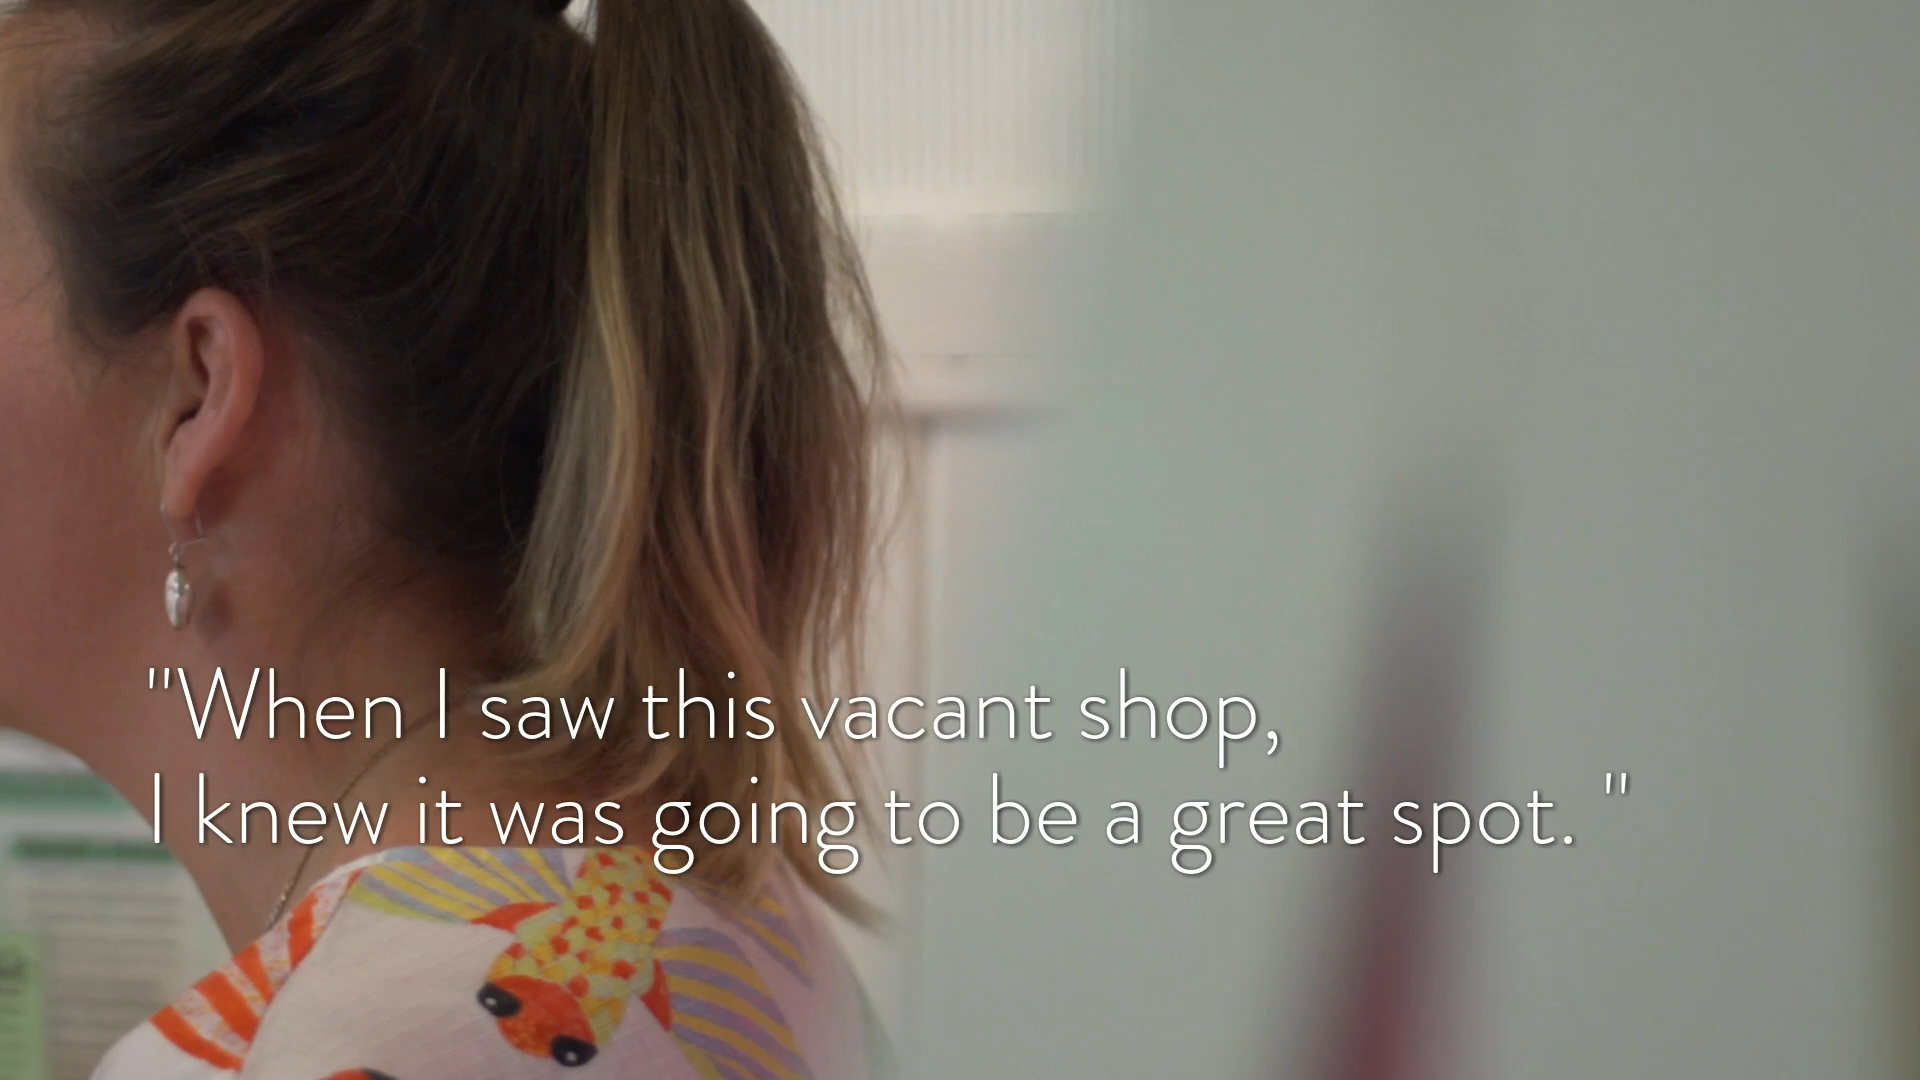 "When I saw this vacant shop,
I knew it was going to be a great spot. "